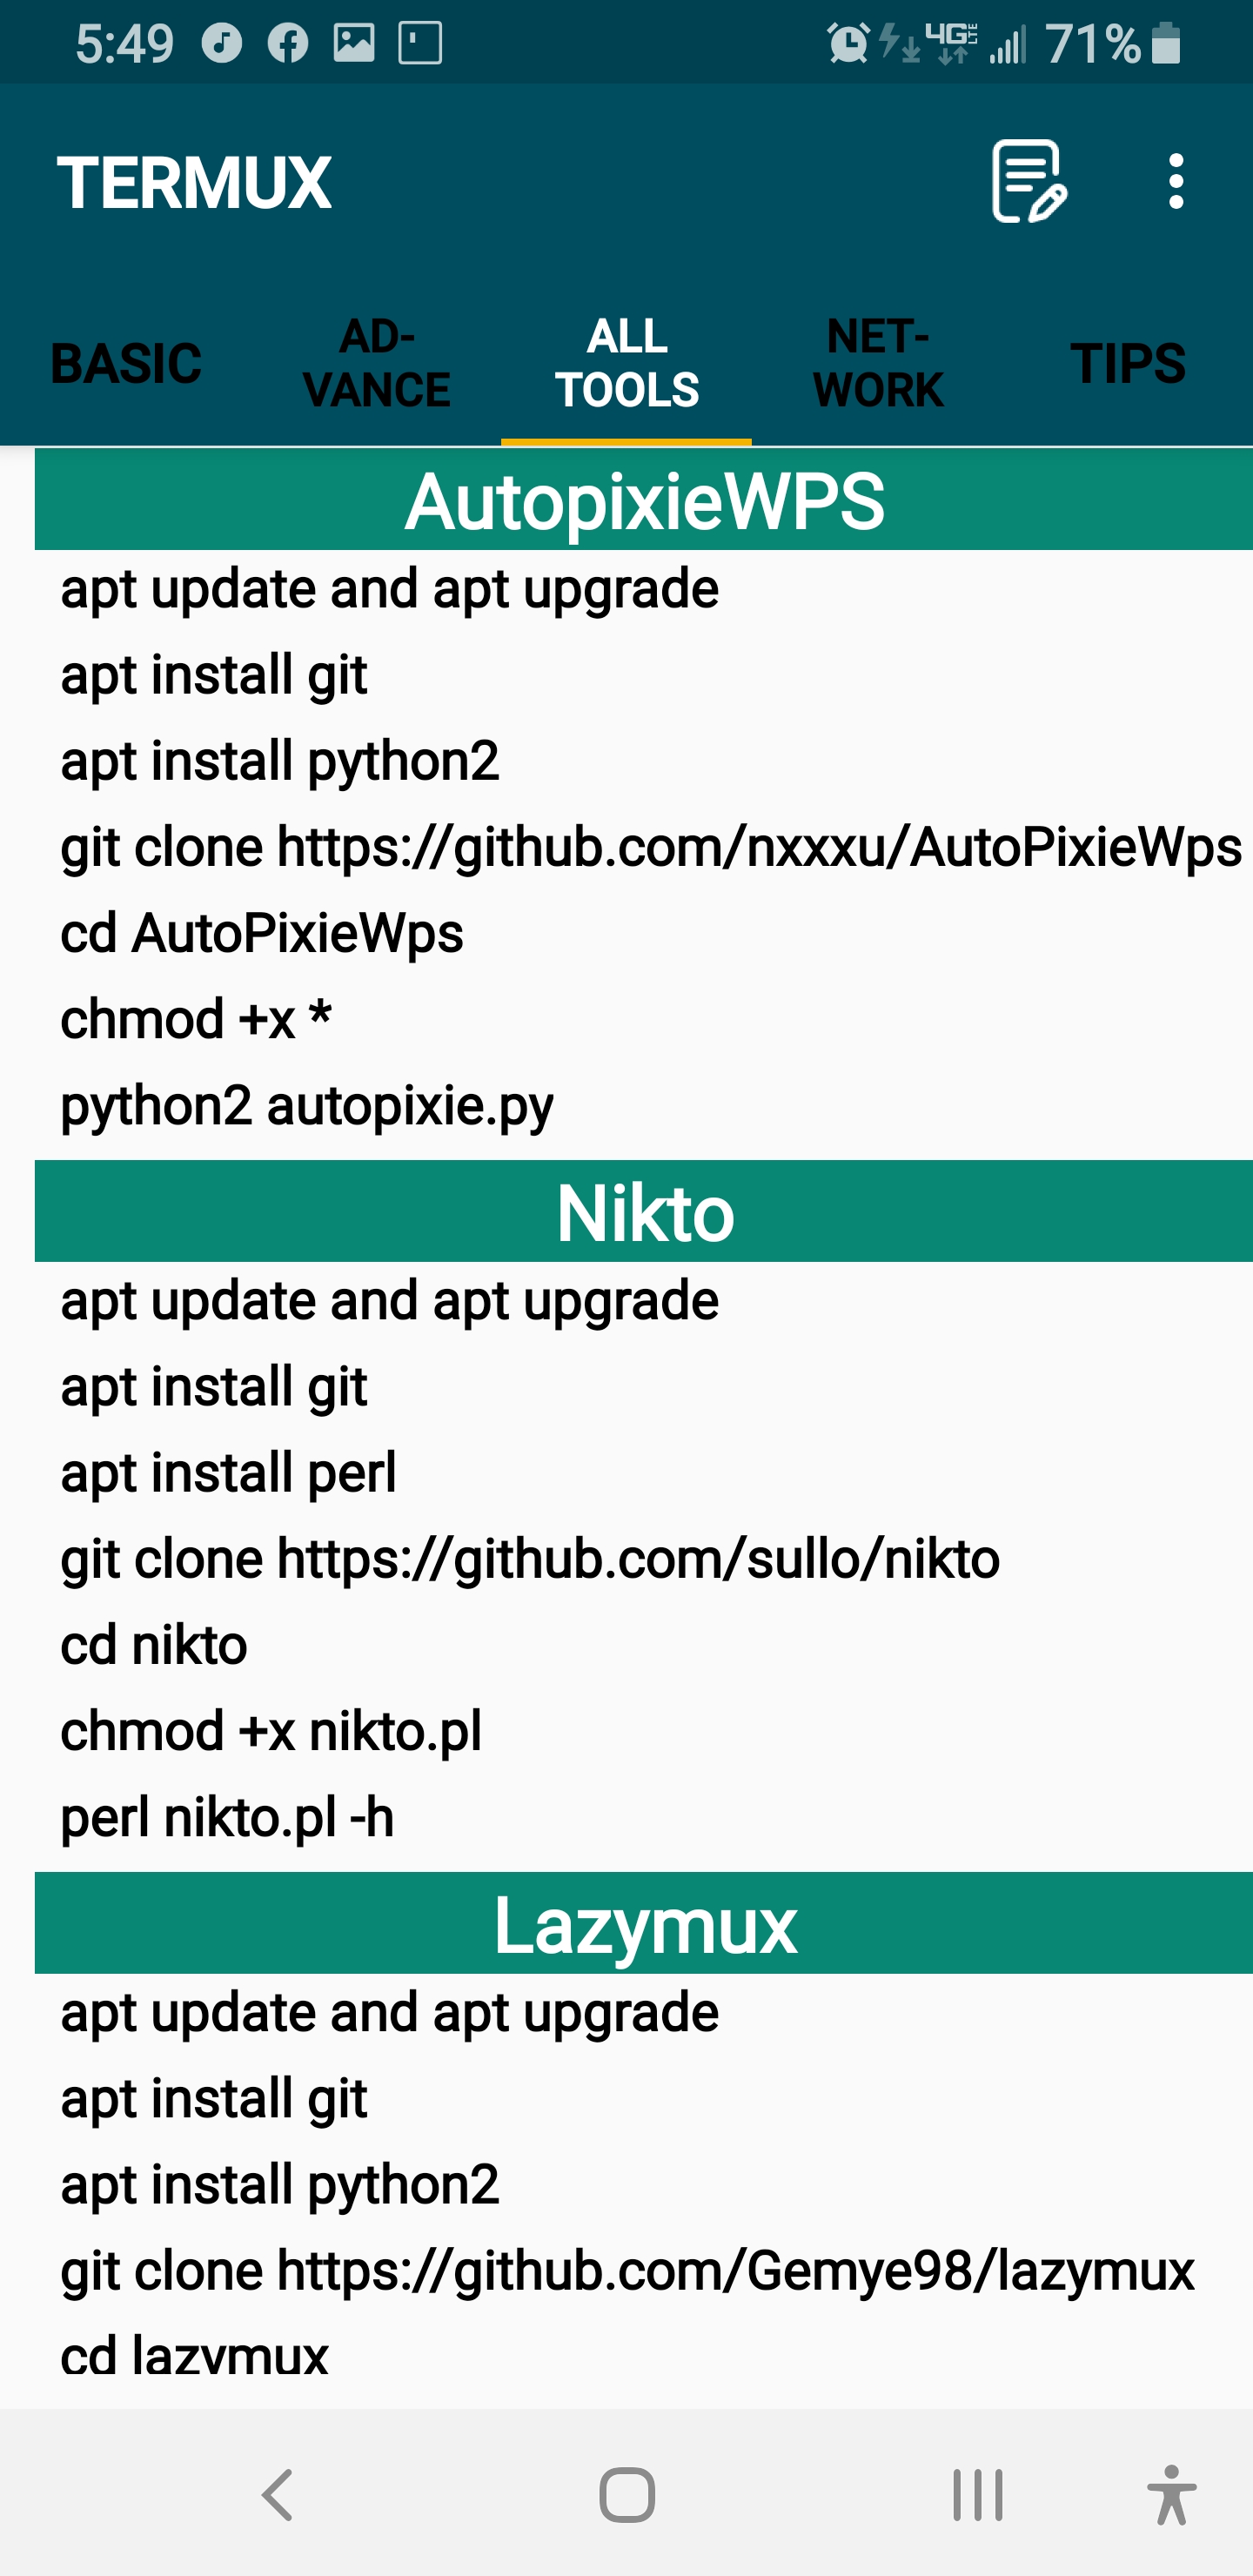 5:49 4G LTE 71%
TERMUX
BASIC
AD-
VANCE
ALL
TOOLS
NET-
WORK
TIPS
AutopixieWPS
apt update and apt upgrade
apt install git
apt install python2
git clone https://github.com/nxxxu/AutoPixieWps
cd AutoPixieWps
chmod +x *
python2 autopixie.py
Nikto
apt update and apt upgrade
apt install git
apt install perl
git clone https://github.com/sullo/nikto
cd nikto
chmod +x nikto.pl
perl nikto.pl -h
Lazymux
apt update and apt upgrade
apt install git
apt install python2
git clone https://github.com/Gemye98/lazymux
cd lazymux